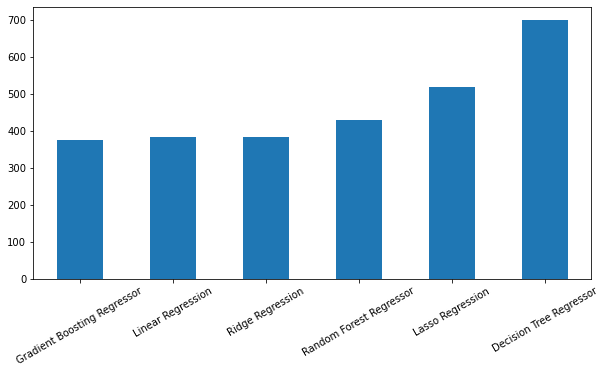 700
600
500
400
300
200
100
0
Gradient Boosting Regressor
Linear Regression
Ridge Regression
Random Forest Regressor
Lasso Regression
Decision Tree Regressor